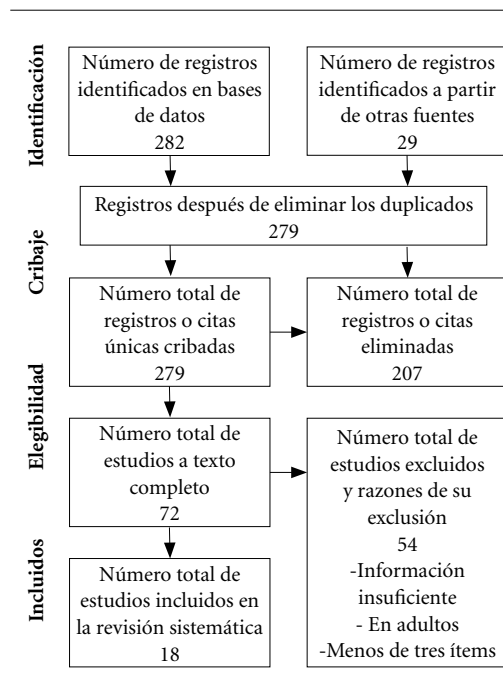 Identificación
Número de registros
identificados en bases
de datos
282
Número de registros
identificados a partir
de otras fuentes
29
Cribaje
Registros después de eliminar los duplicados
279
Número total de
registros o citas
únicas cribadas
279
Número total de
registros o citas
eliminadas
207
Elegibilidad
Número total de
estudios a texto
completo
72
Número total de
estudios excluidos
y razones de su
exclusión
54
-Información
insuficiente
- En adultos
-Menos de tres ítems
Incluidos
Número total de
estudios incluidos en
la revisión sistemática
18